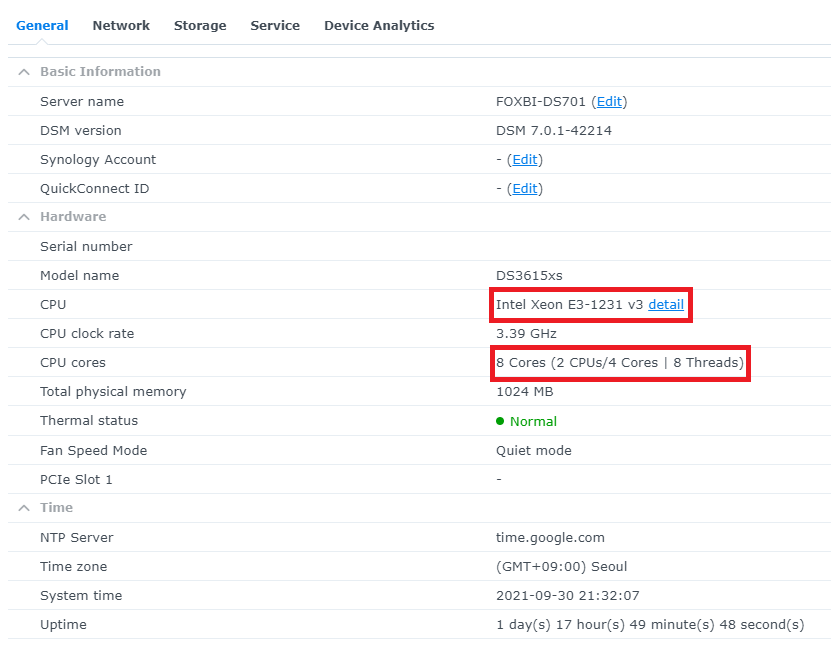 General Network Storage Service Device Analytics
Basic Information
Server name FOXBI-DS701 (Edit)
DSM version DSM 7.0.1-42214
Synology Account - (Edit)
QuickConnect ID - (Edit)
Hardware
Serial number
Model name DS3615xs
CPU Intel Xeon E3-1231 v3 detail
CPU clock rate 3.39 GHz
CPU cores 8 Cores (2 CPUs/4 Cores | 8 Threads)
Total physical memory 1024 MB
Thermal status Normal
Fan Speed Mode Quiet mode
PCIe Slot 1 -
Time
NTP Server time.google.com
Time zone (GMT+09:00) Seoul
System time 2021-09-30 21:32:07
Uptime 1 day(s) 17 hour(s) 49 minute(s) 48 second(s)